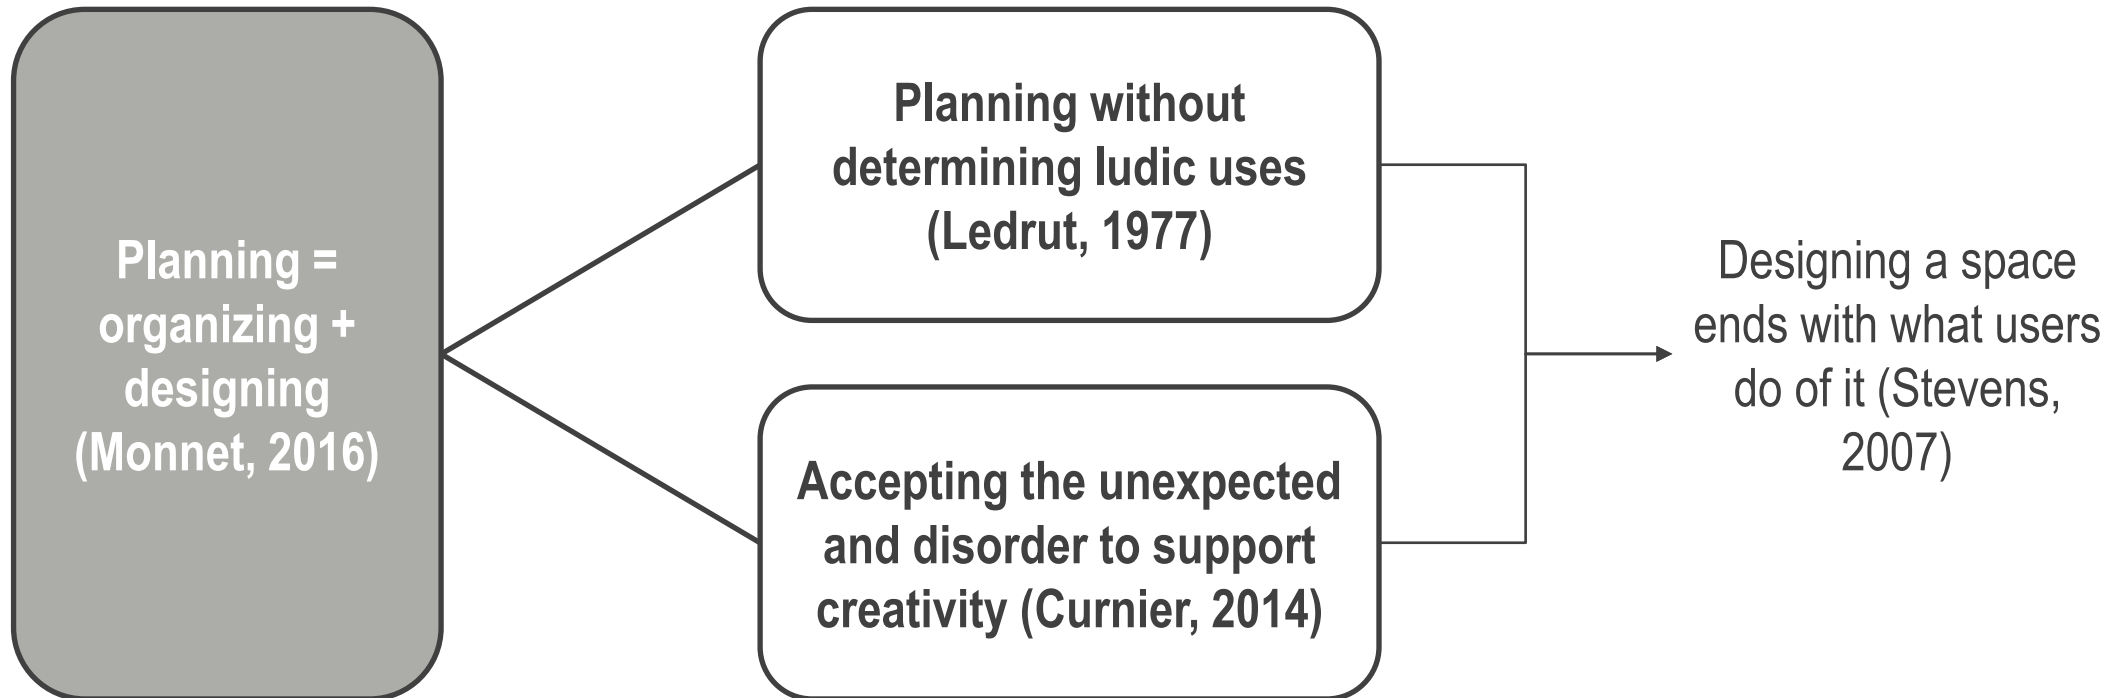 Planning =
organizing +
designing
(Monnet, 2016)
Planning without
determining ludic uses
(Ledrut, 1977)
Accepting the unexpected
and disorder to support
creativity (Curnier, 2014)
Designing a space
ends with what users
do of it (Stevens,
2007)